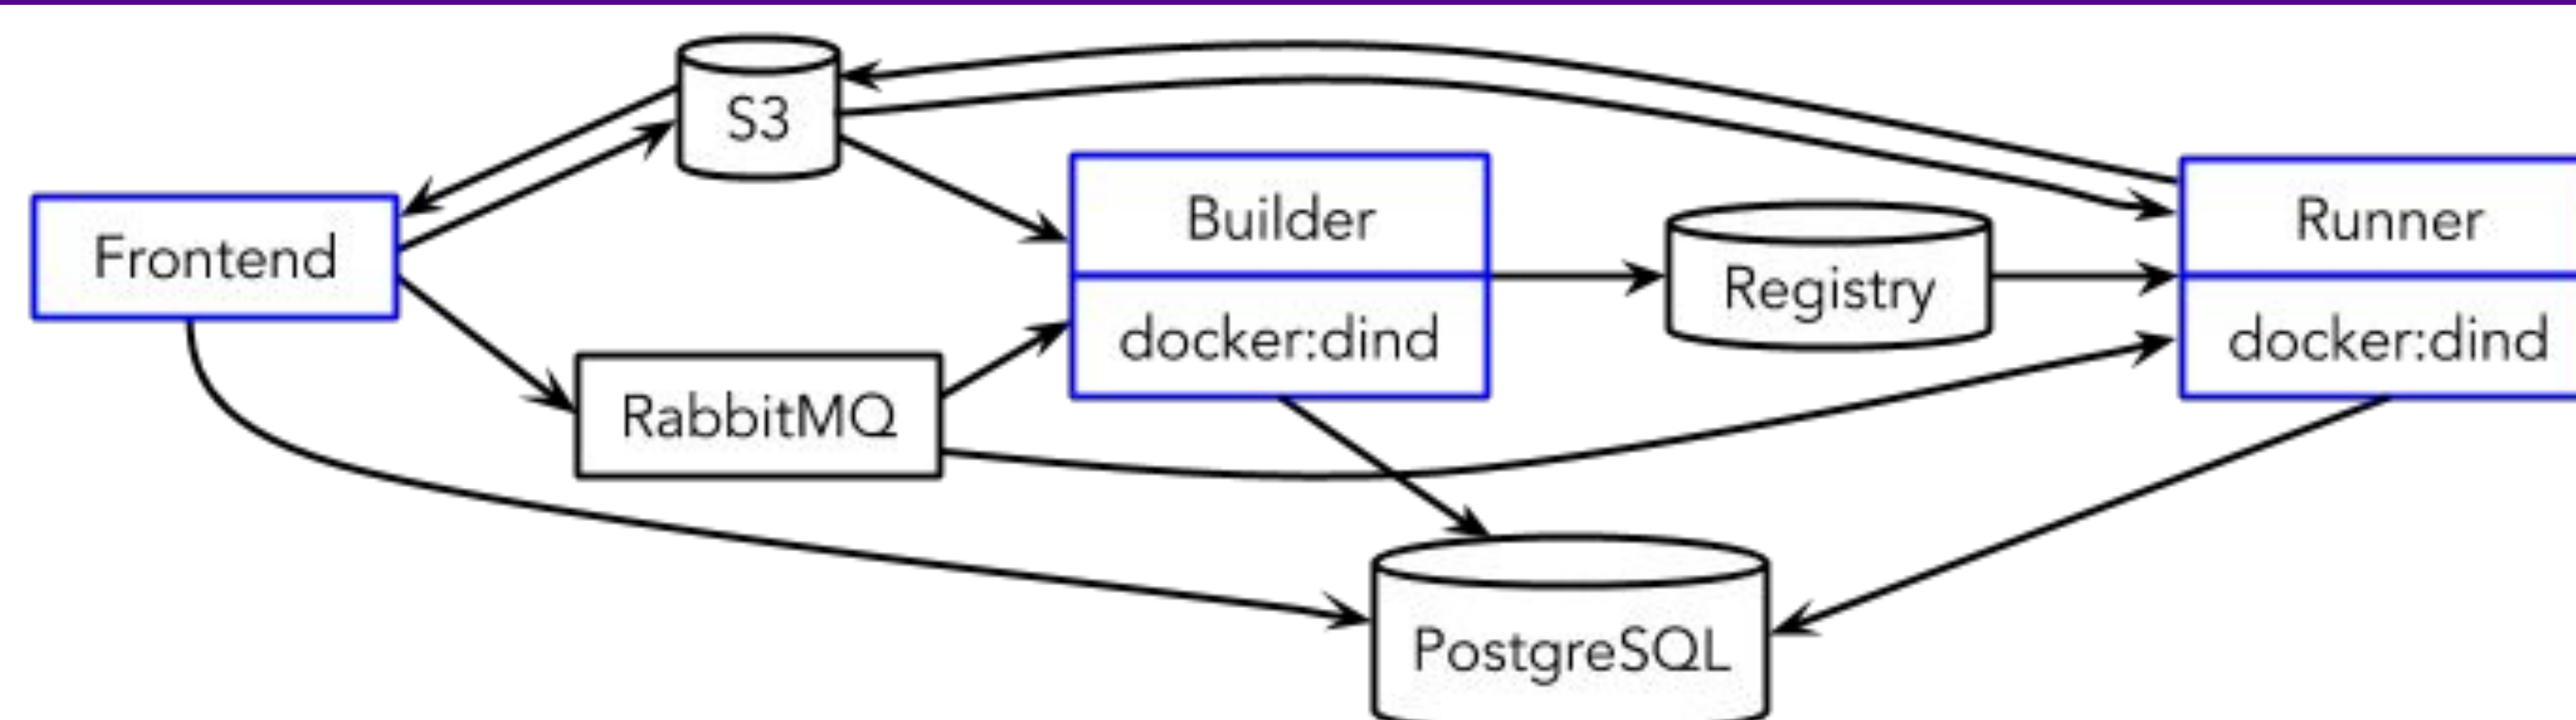 S3
Frontend
Builder
docker:dind
Registry
Runner
docker:dind
RabbitMQ
PostgreSQL